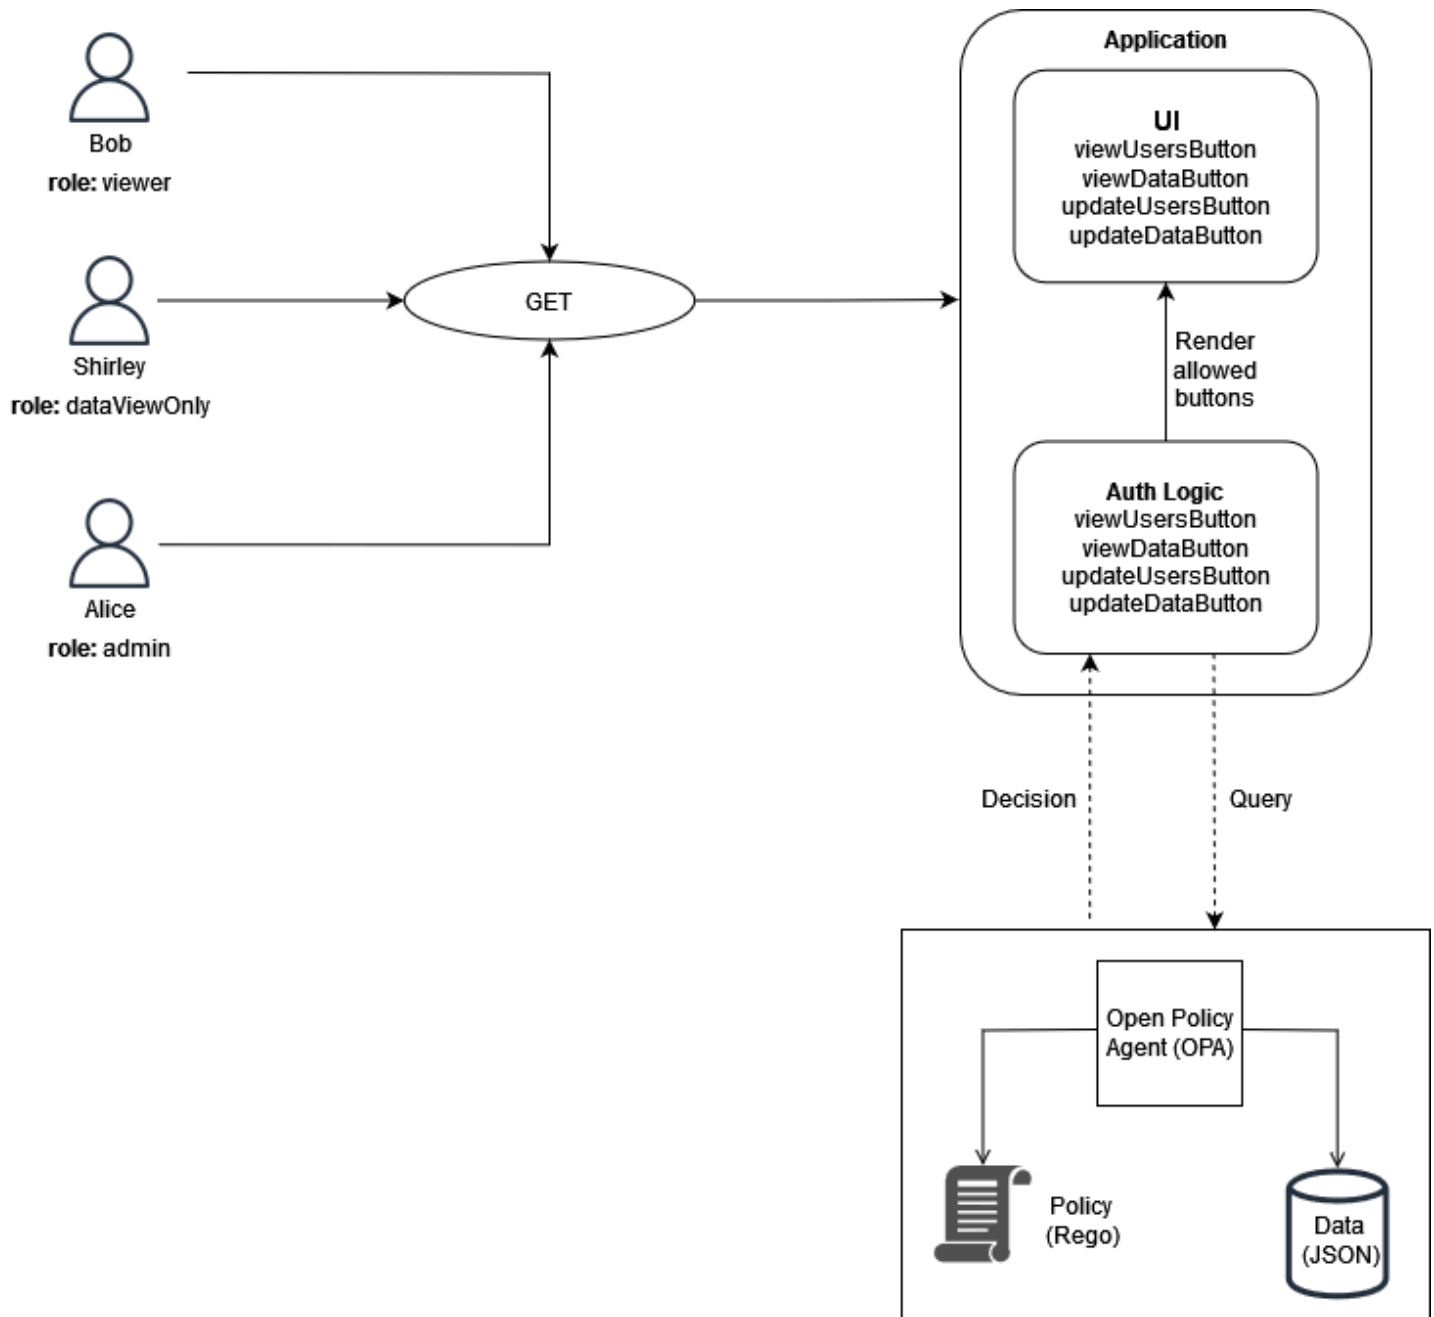 Bob
role: viewer
Shirley
role: dataViewOnly
Alice
role: admin
GET
Application
UI
viewUsersButton
viewDataButton
updateUsersButton
updateDataButton
Render
allowed
buttons
Auth Logic
viewUsersButton
viewDataButton
updateUsersButton
updateDataButton
Decision
Query
Open Policy
Agent (OPA)
Policy
(Rego)
Data
(JSON)